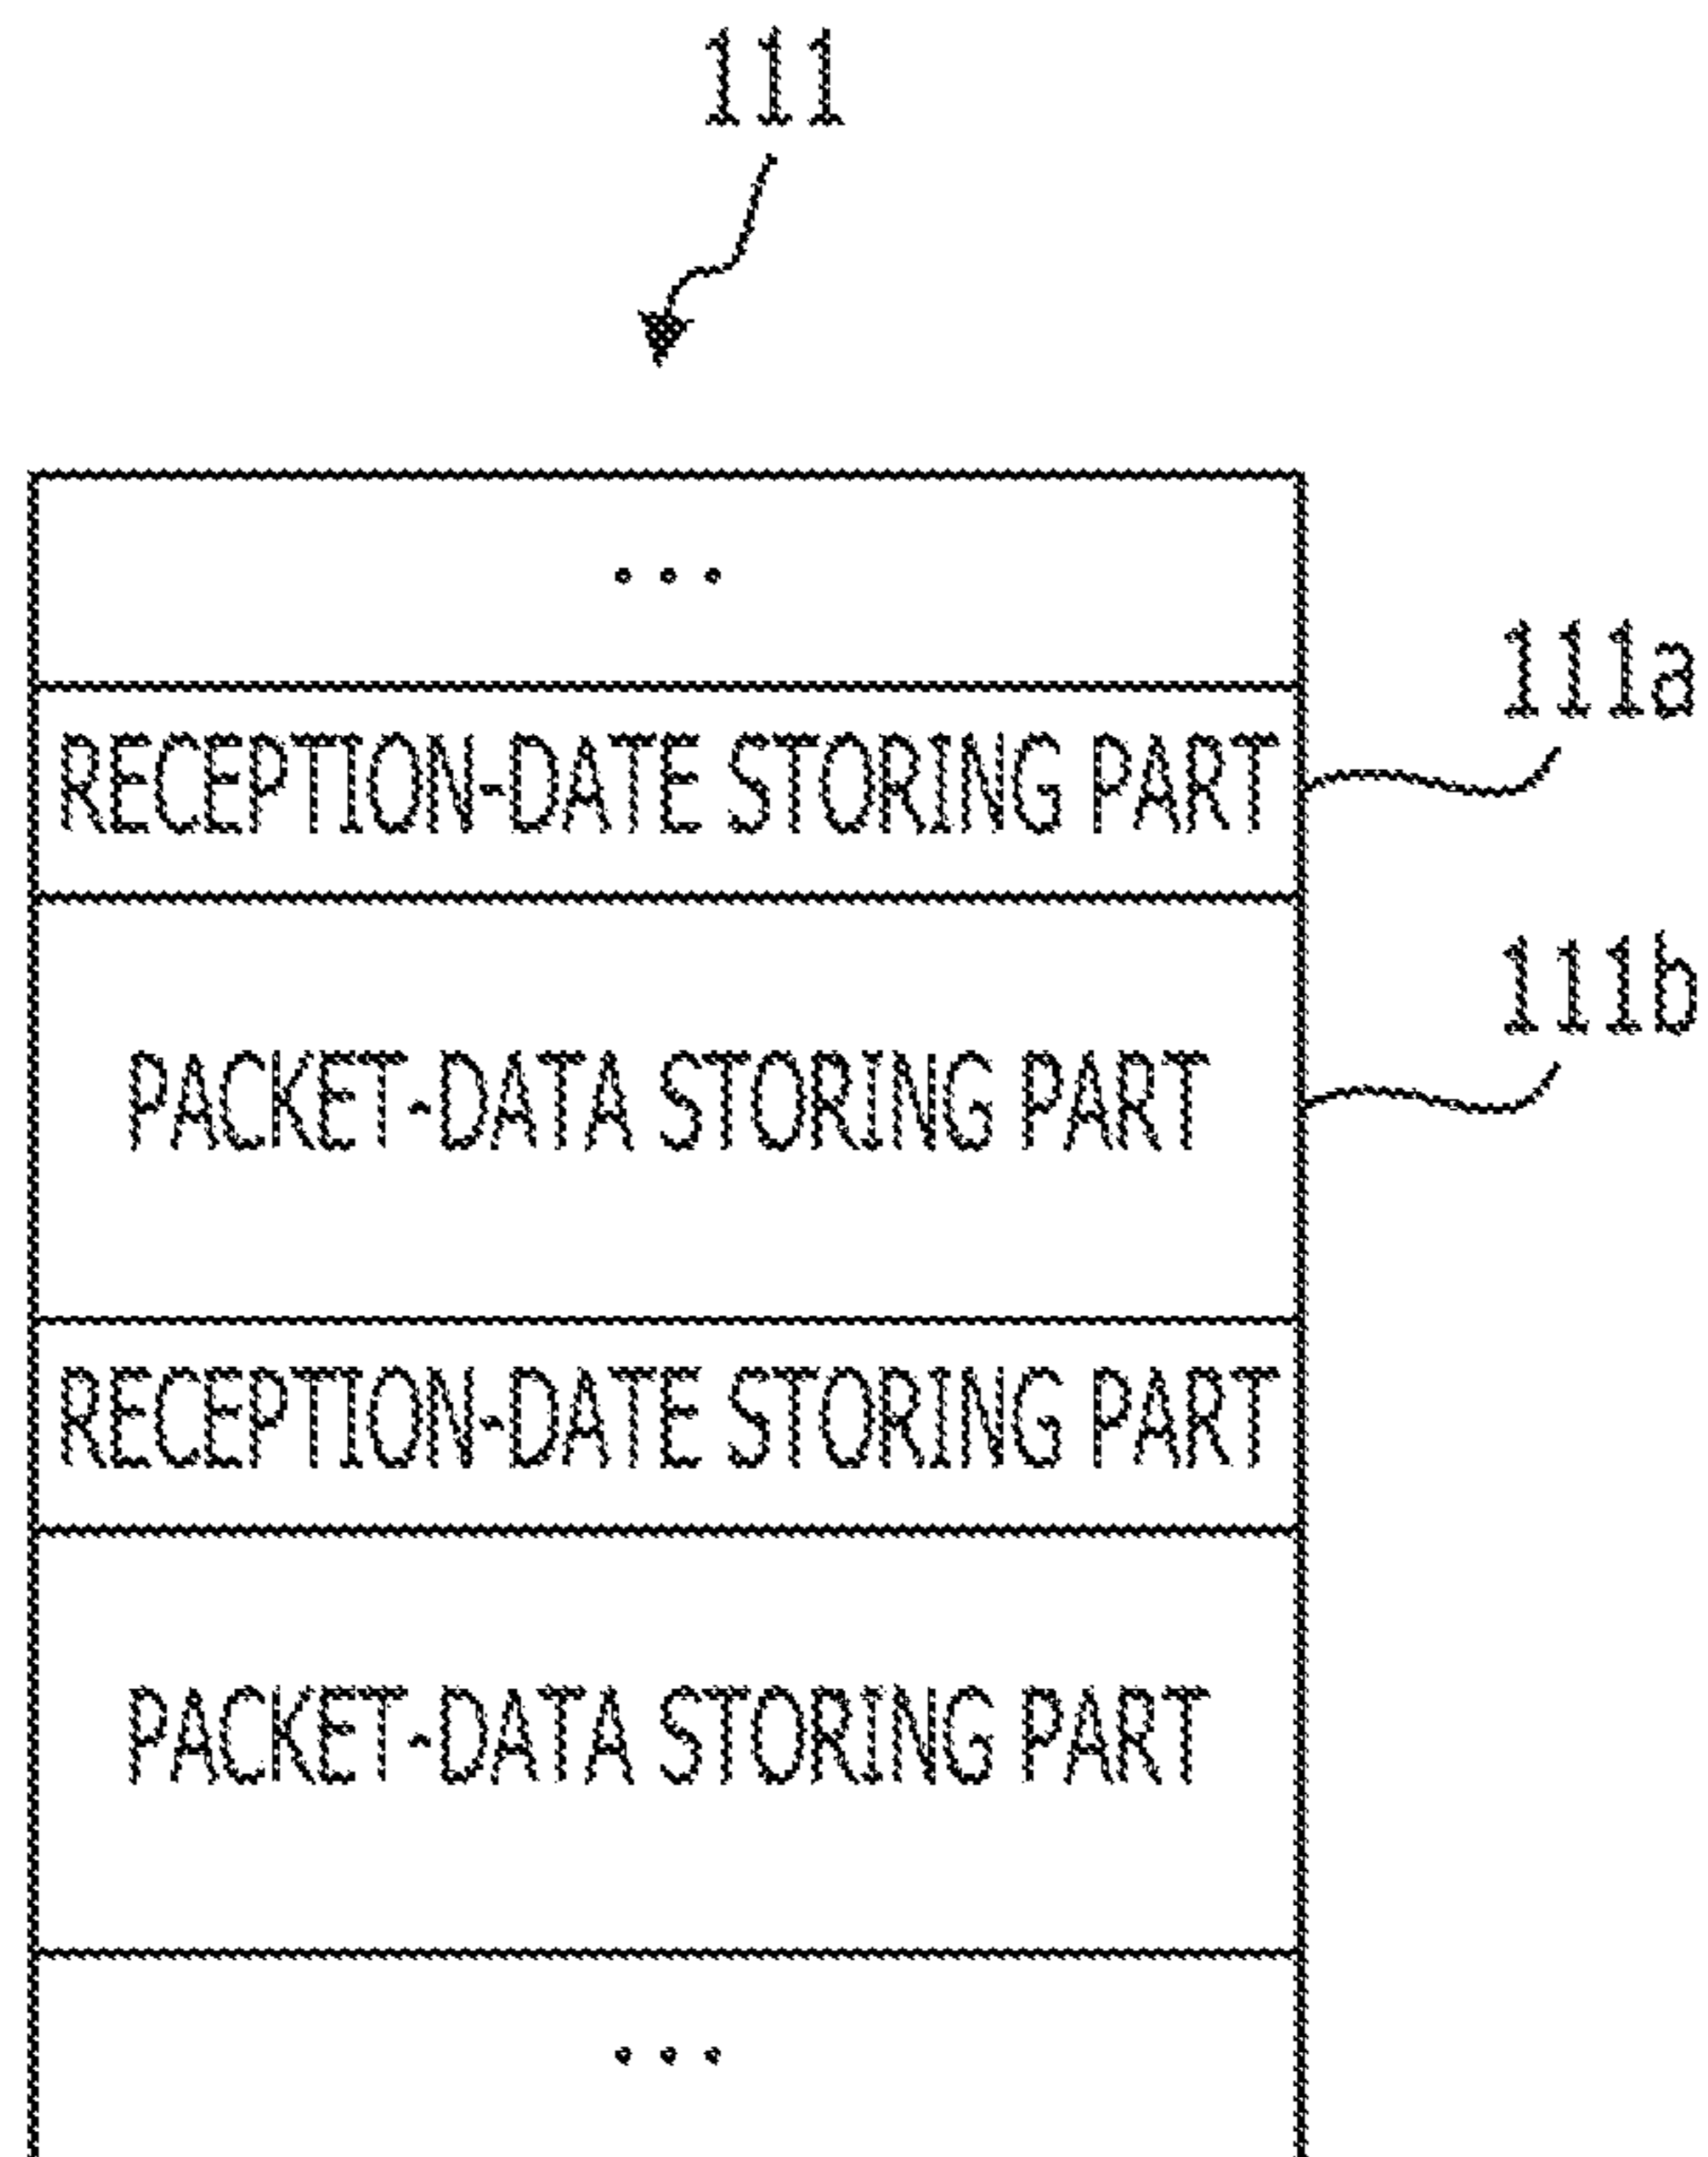 111
...
111a
RECEPTION-DATE STORING PART
111b
PACKET-DATA STORING PART
RECEPTION-DATE STORING PART
PACKET-DATA STORING PART
...